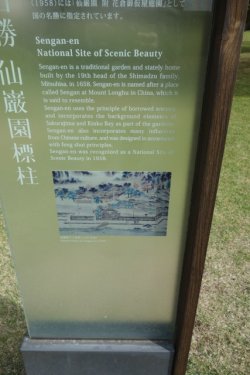 (1958)には『仙巌園 附 花倉御仮屋庭園』として
国の名勝に指定されています。
勝 仙巌園標柱
Sengan-en
National Site of Scenic Beauty
Sengan-en is a traditional garden and stately home
built by the 19th head of the Shimadzu family,
Mitsuhisa, in 1658. Sengan-en is named after a place
called Sengan at Mount Longhu in China, which it
is said to resemble.
Sengan-en uses the principle of borrowed scenery
and incorporates the background elements of
Sakurajima and Kinko Bay as part of the garden.
Sengan-en also incorporates many influences
from Chinese culture, and was designed in accordance
with feng shui principles.
Sengan-en was recognized as a National Site of
Scenic Beauty in 1958.